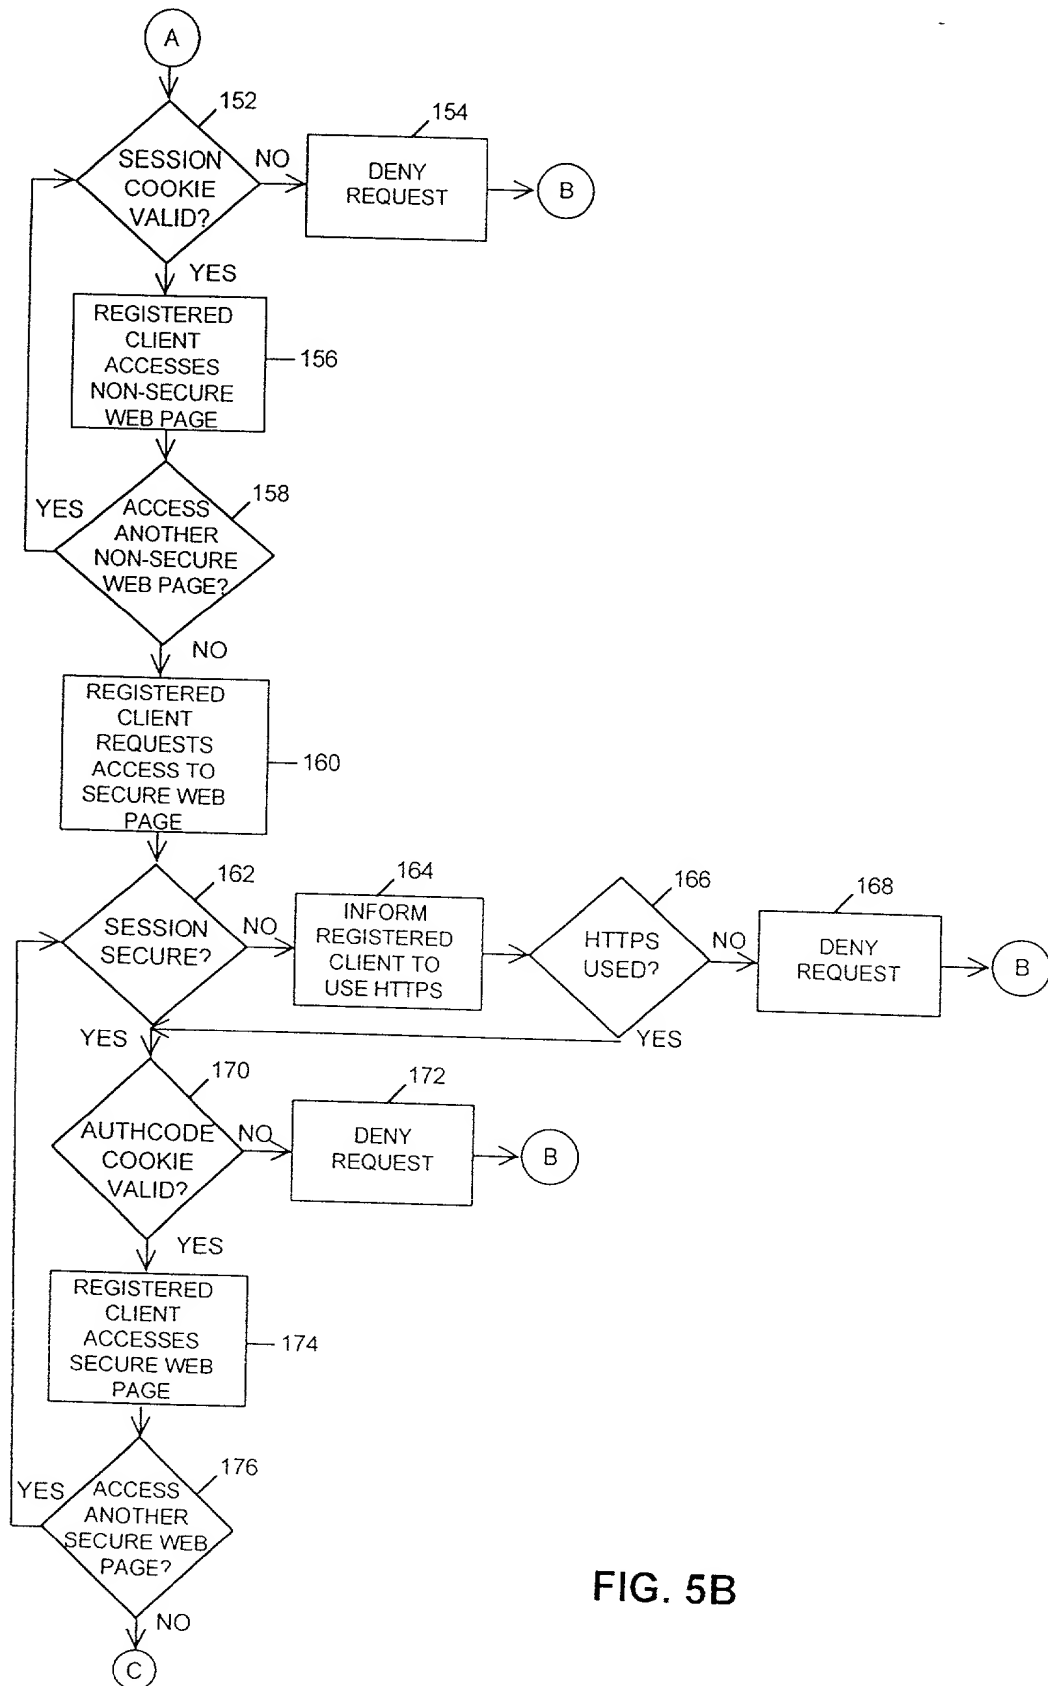 A
152
SESSION
COOKIE
VALID?
NO
154
DENY
REQUEST
B
YES
REGISTERED
CLIENT
ACCESSES
NON-SECURE
WEB PAGE
156
YES
ACCESS
ANOTHER
NON-SECURE
WEB PAGE?
158
NO
REGISTERED
CLIENT
REQUESTS
ACCESS TO
SECURE WEB
PAGE
160
162
SESSION
SECURE?
NO
164
INFORM
REGISTERED
CLIENT TO
USE HTTPS
166
HTTPS
USED?
NO
168
DENY
REQUEST
B
YES
YES
170
AUTHCODE
COOKIE
VALID?
NO
172
DENY
REQUEST
B
YES
REGISTERED
CLIENT
ACCESSES
SECURE WEB
PAGE
174
YES
176
ACCESS
ANOTHER
SECURE WEB
PAGE?
NO
C
FIG. 5B